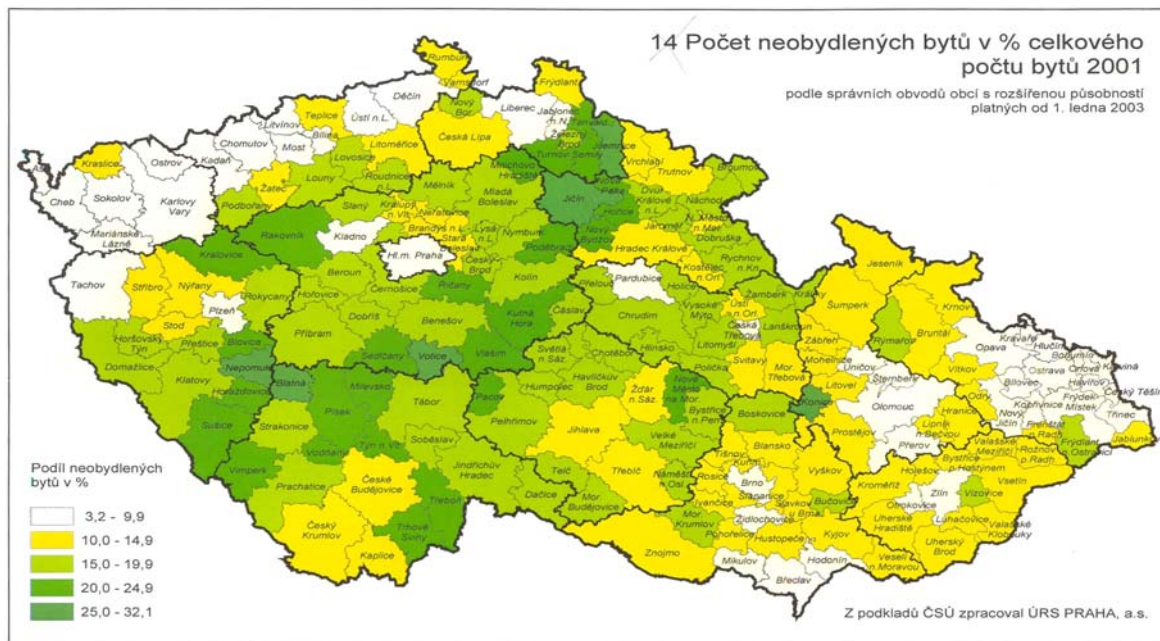 14 Počet neobydlených bytů v % celkového
počtu bytů 2001
podle správních obvodů obcí s rozšířenou působností
platných od 1. ledna 2003
Rumburk
Varnsdorf
Děčín
Frýdlant
Nový
Bor
Liberec
Jablonec
n.N.
Tanvald
Železný
Brod
Jilemnice
Teplice
Ústí n.L.
Litvínov
Bílina
Most
Chomutov
Kadaň
Litoměřice
Česká Lípa
Turnov
Semily
Vrchlabí
Trutnov
Broumov
Aš
Kraslice
Ostrov
Cheb
Sokolov
Karlovy
Vary
Mariánské
Lázně
Podbořany
Žatec
Louny
Lovosice
Roudnice
n.L.
Mělník
Mladá
Boleslav
Mnichovo
Hradiště
Jičín
Nová
Paka
Hořice
Dvůr
Králové
n.L.
Náchod
Jaroměř
N. Město
n.Met.
Dobruška
Rychnov
n.Kn.
Kostelec
n.Orl.
Hradec Králové
Nový
Bydžov
Slaný
Kralupy
n.Vlt.
Neratovice
Brandýs n.L.
Stará
Boleslav
Lysá
n.L.
Nymburk
Poděbrady
Český
Brod
Kolín
Rakovník
Kladno
Hl.m. Praha
Kralovice
Beroun
Hořovice
Černošice
Říčany
Dobříš
Benešov
Příbram
Sedlčany
Votice
Vlašim
Kutná
Hora
Čáslav
Tachov
Stříbro
Nýřany
Plzeň
Rokycany
Stod
Přeštice
Blovice
Nepomuk
Horšovský
Týn
Domažlice
Klatovy
Horažďovice
Sušice
Blatná
Strakonice
Písek
Milevsko
Tábor
Vodňany
Týn n.Vlt.
Soběslav
Vimperk
Prachatice
České
Budějovice
Český
Krumlov
Kaplice
Trhové
Sviny
Třeboň
Jindřichův
Hradec
Dačice
Pacov
Pelhřimov
Humpolec
Havlíčkův
Brod
Světlá
n.Sáz.
Chotěboř
Jihlava
Telč
Třebíč
Mor.
Budějovice
Náměšť
n.Osl.
Velké
Meziříčí
Žďár
n.Sáz.
Nové
Město
na Mor.
Bystřice
n.Pern.
Přelouč
Pardubice
Holice
Chrudim
Hlinsko
Vysoké
Mýto
Litomyšl
Polička
Svitavy
Mor.
Třebová
Česká
Třebová
Ústí
n.Orl.
Žamberk
Králíky
Lanškroun
Jeseník
Šumperk
Zábřeh
Mohelnice
Uničov
Litovel
Šternberk
Olomouc
Konice
Prostějov
Přerov
Lipník
n.Bečvou
Hranice
Rýmařov
Bruntál
Krnov
Opava
Vítkov
Odry
Kravaře
Hlučín
Bohumín
Ostrava
Orlová
Karviná
Havířov
Český Těšín
Bílovec
Kopřivnice
Nový
Jičín
Frýdek
Místek
Třinec
Jablunkov
Frenštát
n.Radh.
Frýdlant
n.Ostravicí
Boskovice
Blansko
Tišnov
Kuřim
Brno
Šlapanice
Rosice
Ivančice
Židlochovice
Pohořelice
Mor.
Krumlov
Znojmo
Mikulov
Břeclav
Hodonín
Hustopeče
Kyjov
Veselí
n.Moravou
Vyškov
Bučovice
Slavkov
u Brna
Kroměříž
Holešov
Bystřice
p.Hostýnem
Valašské
Meziříčí
Rožnov
p.Radh.
Vsetín
Vizovice
Zlín
Otrokovice
Luhačovice
Valašské
Klobouky
Uherské
Hradiště
Uherský
Brod
Podíl neobydlených
bytů v %
3,2 - 9,9
10,0 - 14,9
15,0 - 19,9
20,0 - 24,9
25,0 - 32,1
Z podkladů ČSÚ zpracoval ÚRS PRAHA, a.s.